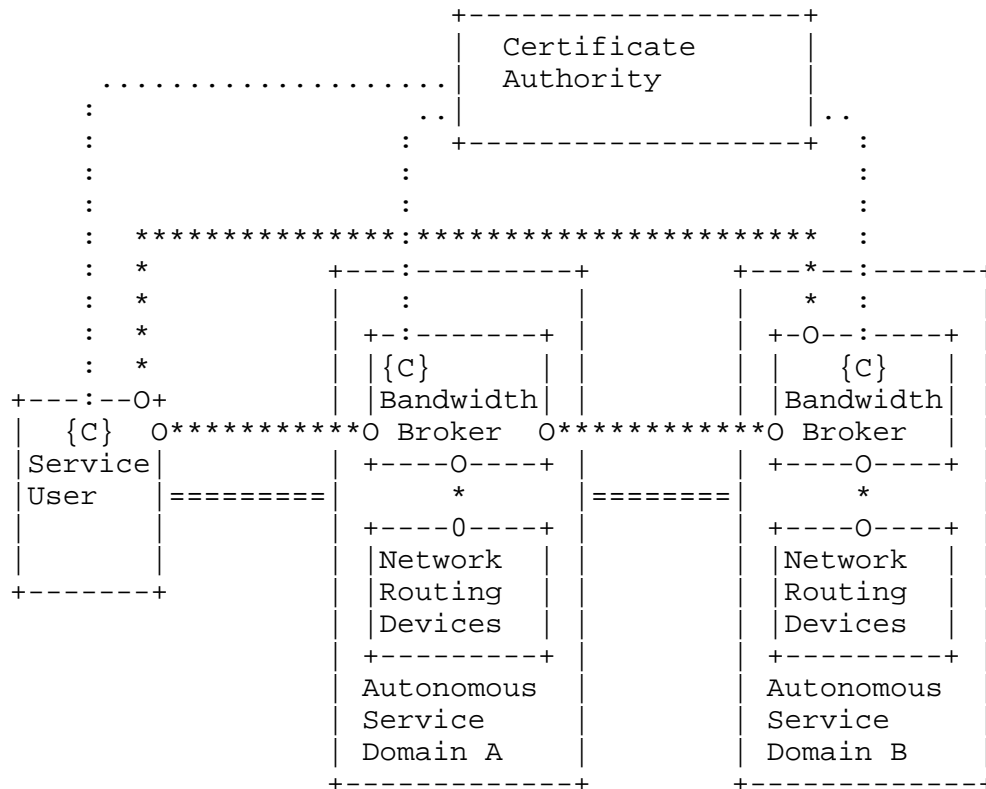 Certificate
Authority
{C}
{C}
Bandwidth
Bandwidth
{C}
Broker
Broker
Service
User
Network
Network
Routing
Routing
Devices
Devices
Autonomous
Autonomous
Service
Service
Domain A
Domain B